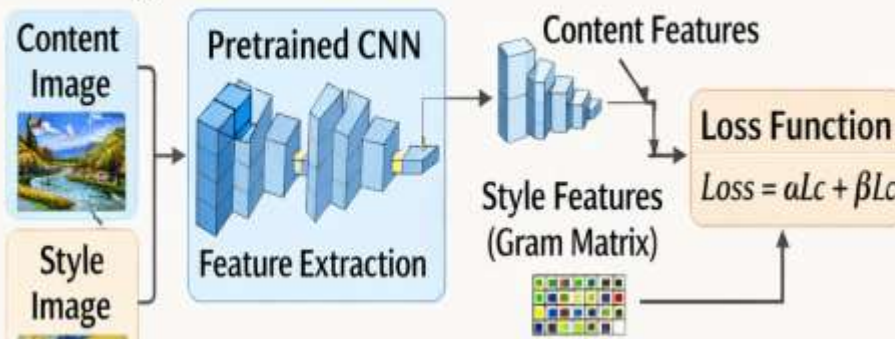 Content
Image
Style
Image
Pretrained CNN
Feature Extraction
Content Features
Style Features
(Gram Matrix)
Loss Function
Loss = αLc + βLc